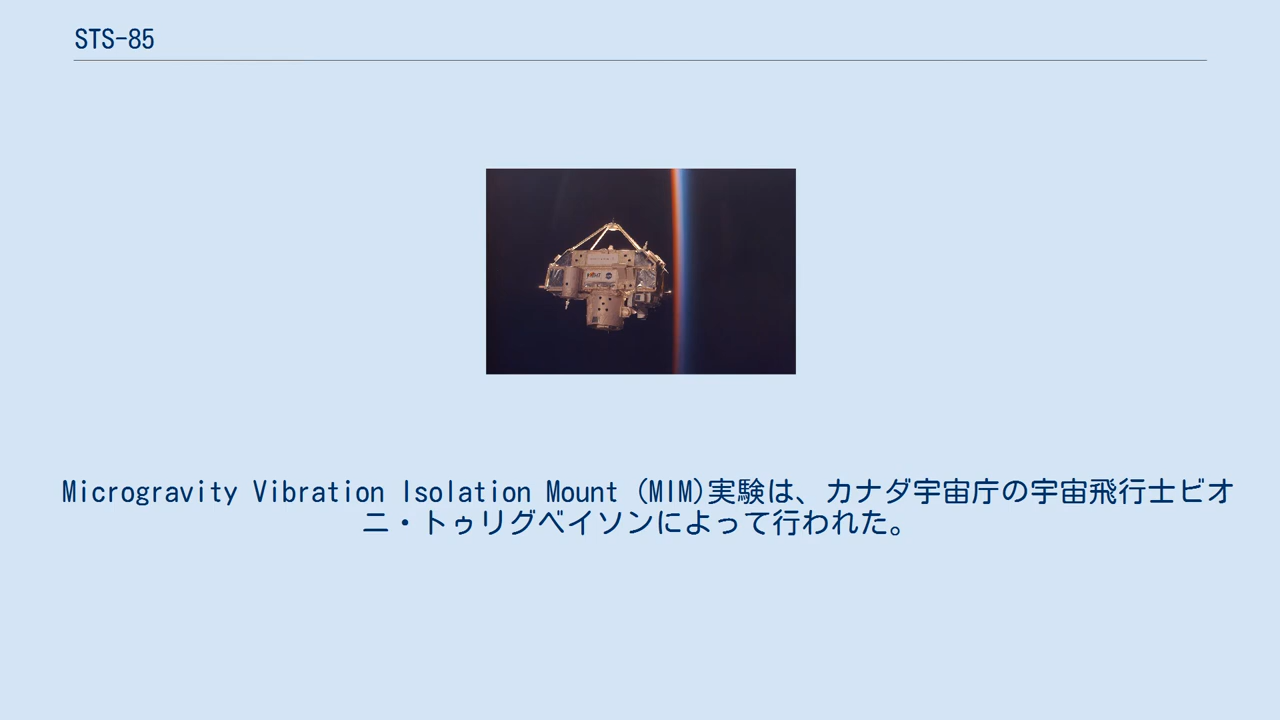 STS-85
Microgravity Vibration Isolation Mount (MIM)実験は、カナダ宇宙庁の宇宙飛行士ビオ
ニ・トゥリグベイソンによって行われた。